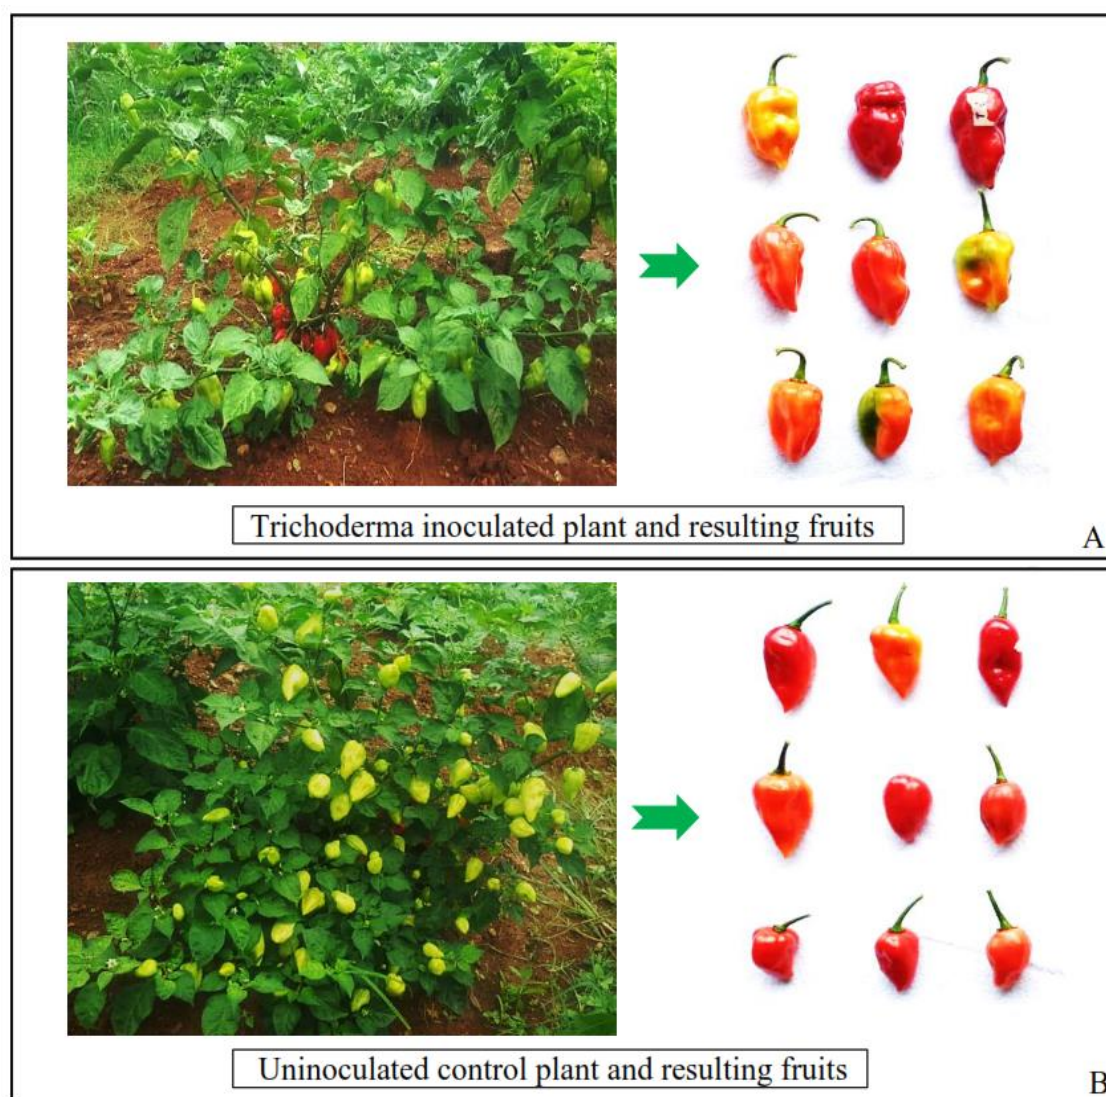 Trichoderma inoculated plant and resulting fruits
A
Uninoculated control plant and resulting fruits
B